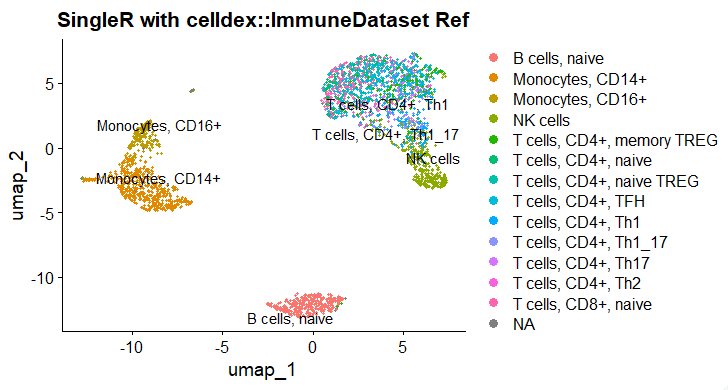 SingleR with celldex::ImmuneDataset Ref
5
0
-5
-10
umap_2
T cells, CD4+, Th1
Monocytes, CD16+
T cells, CD4+, Th1_17
NK cells
Monocytes, CD14+
B cells, naive
-10
-5
0
5
umap_1
B cells, naive
Monocytes, CD14+
Monocytes, CD16+
NK cells
T cells, CD4+, memory TREG
T cells, CD4+, naive
T cells, CD4+, naive TREG
T cells, CD4+, TFH
T cells, CD4+, Th1
T cells, CD4+, Th1_17
T cells, CD4+, Th17
T cells, CD4+, Th2
T cells, CD8+, naive
NA